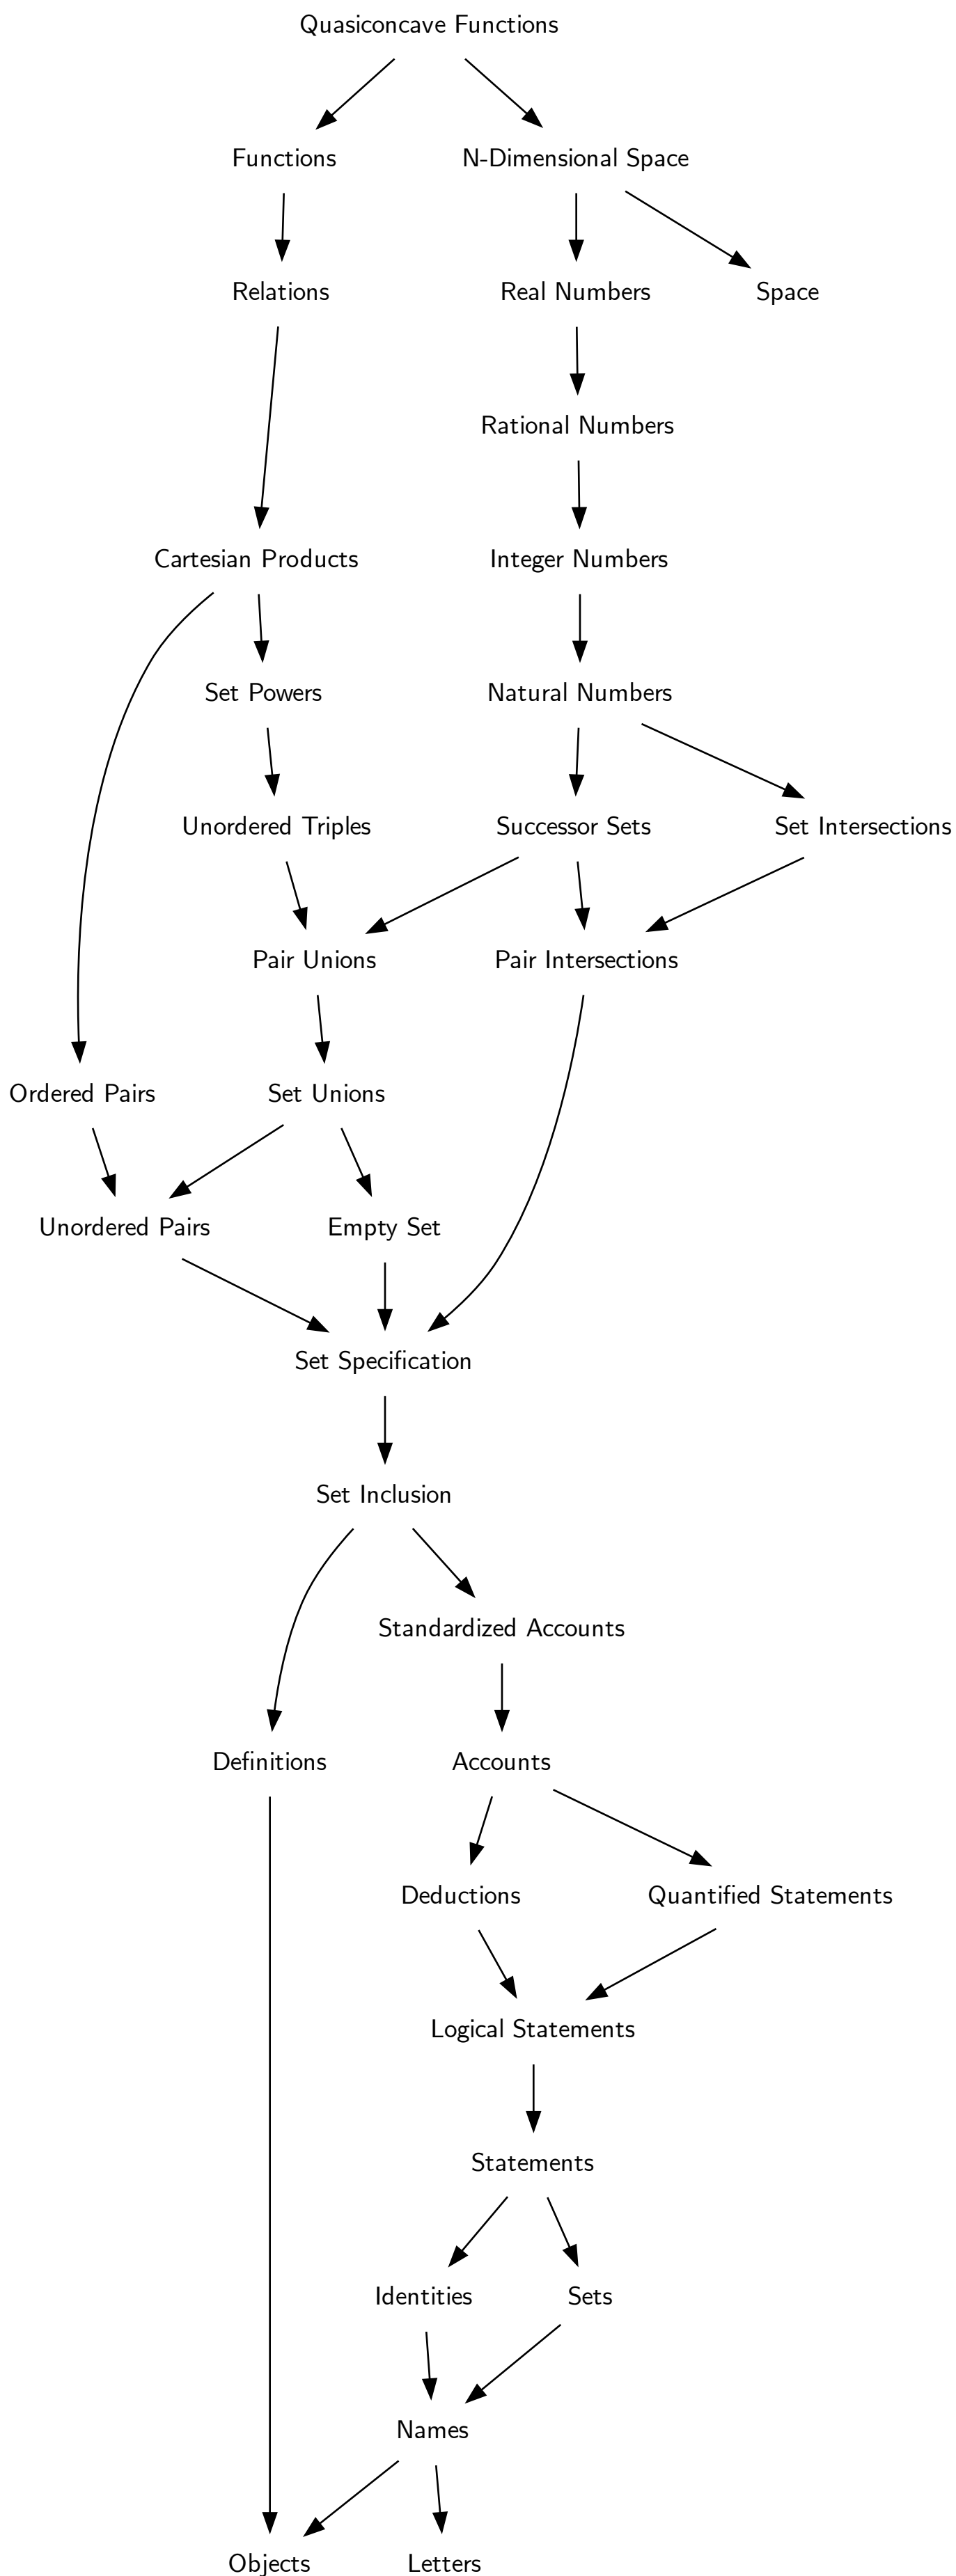 Quasiconcave Functions
Functions
N-Dimensional Space
Relations
Real Numbers
Space
Rational Numbers
Cartesian Products
Integer Numbers
Set Powers
Natural Numbers
Unordered Triples
Successor Sets
Set Intersections
Pair Unions
Pair Intersections
Ordered Pairs
Set Unions
Unordered Pairs
Empty Set
Set Specification
Set Inclusion
Standardized Accounts
Definitions
Accounts
Deductions
Quantified Statements
Logical Statements
Statements
Identities
Sets
Names
Objects
Letters